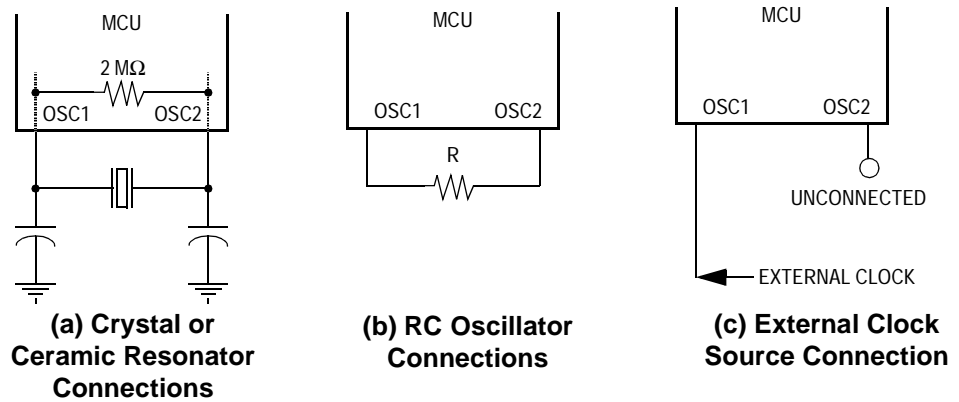 MCU
2 MΩ
OSC1
OSC2
(a) Crystal or
Ceramic Resonator
Connections
MCU
OSC1
OSC2
R
(b) RC Oscillator
Connections
MCU
OSC1
OSC2
UNCONNECTED
EXTERNAL CLOCK
(c) External Clock
Source Connection